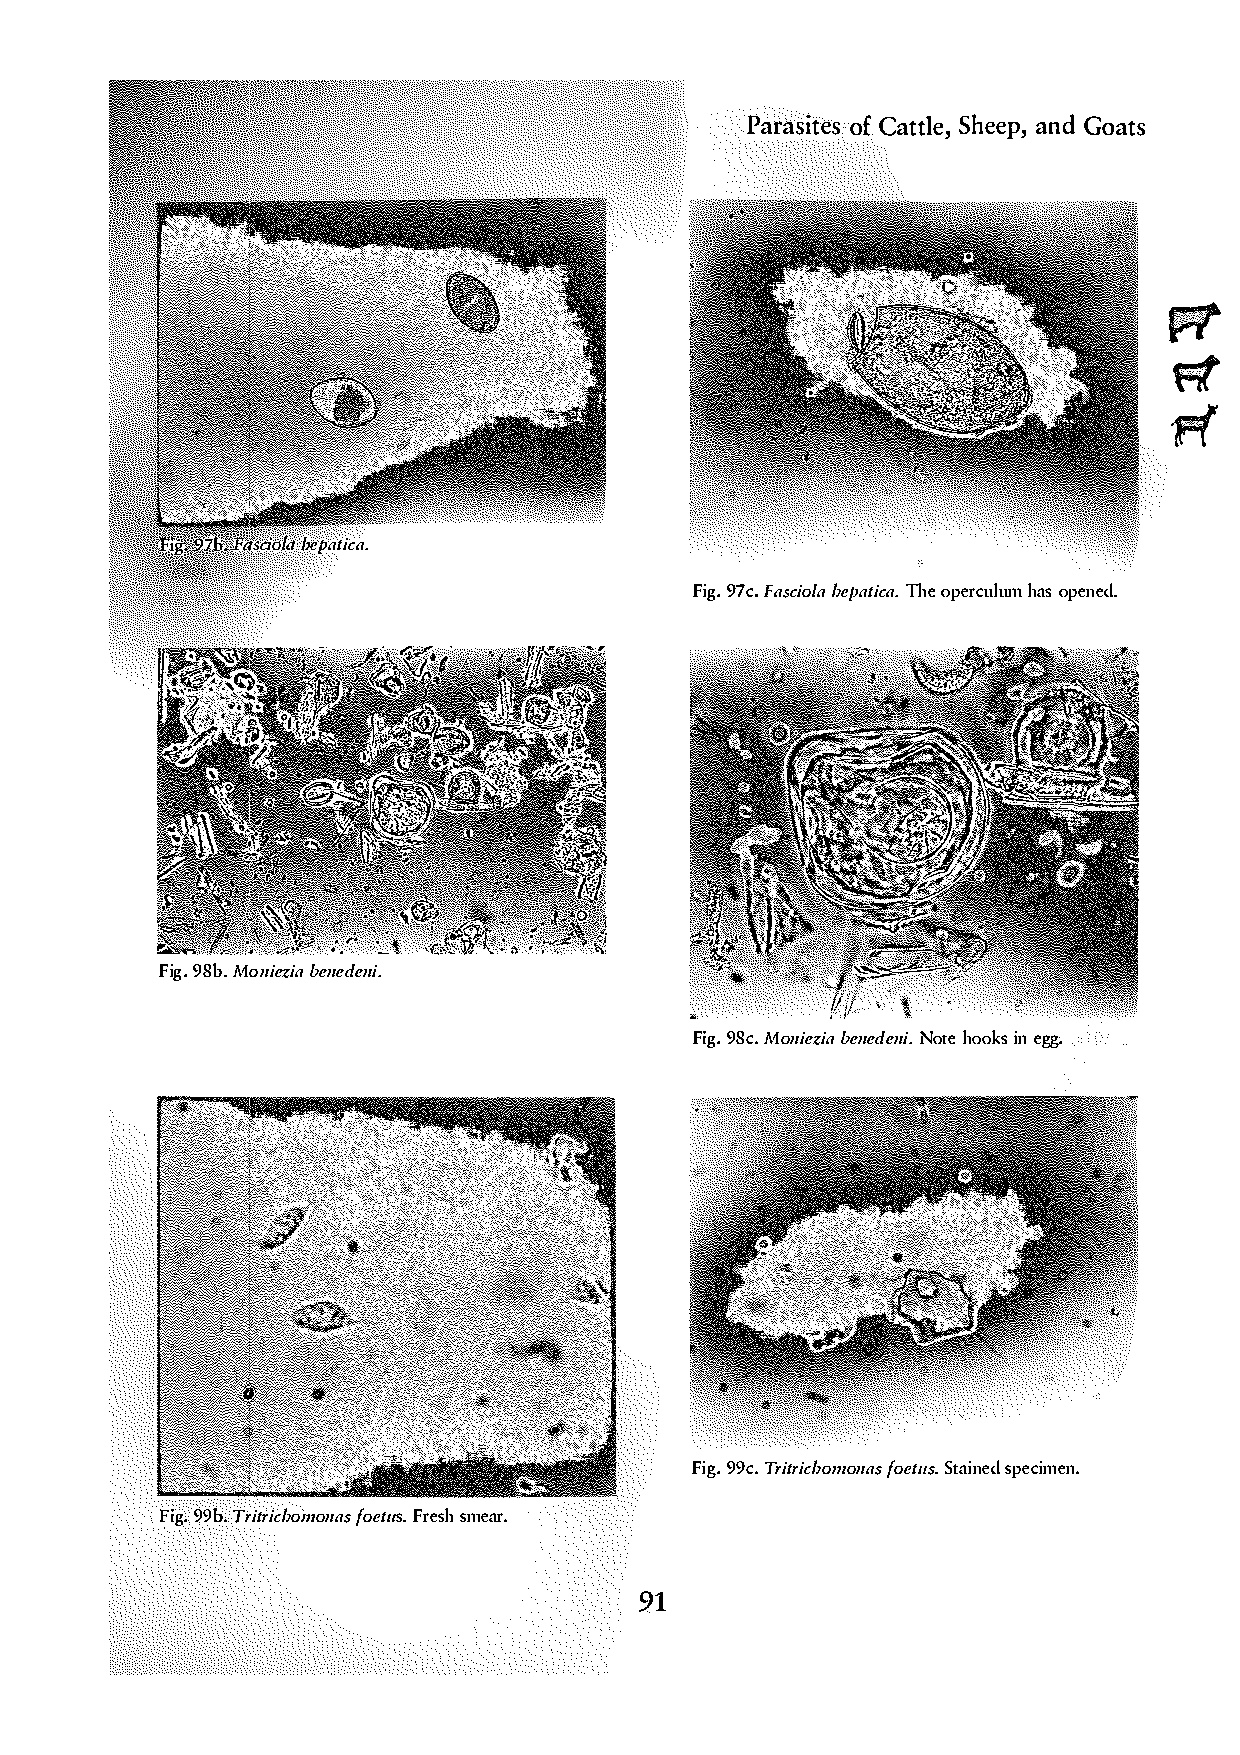 Parasites of Cattle, Sheep, and Goats
Fig. 97b. Fasciola hepatica.
Fig. 97c. Fasciola hepatica. The operculum has opened.
Fig. 98b. Moniezia benedeni.
Fig. 98c. Moniezia benedeni. Note hooks in egg.
Fig. 99c. Tritrichomonas foetus. Stained specimen.
Fig. 99b. Tritrichomonas foetus. Fresh smear.
91